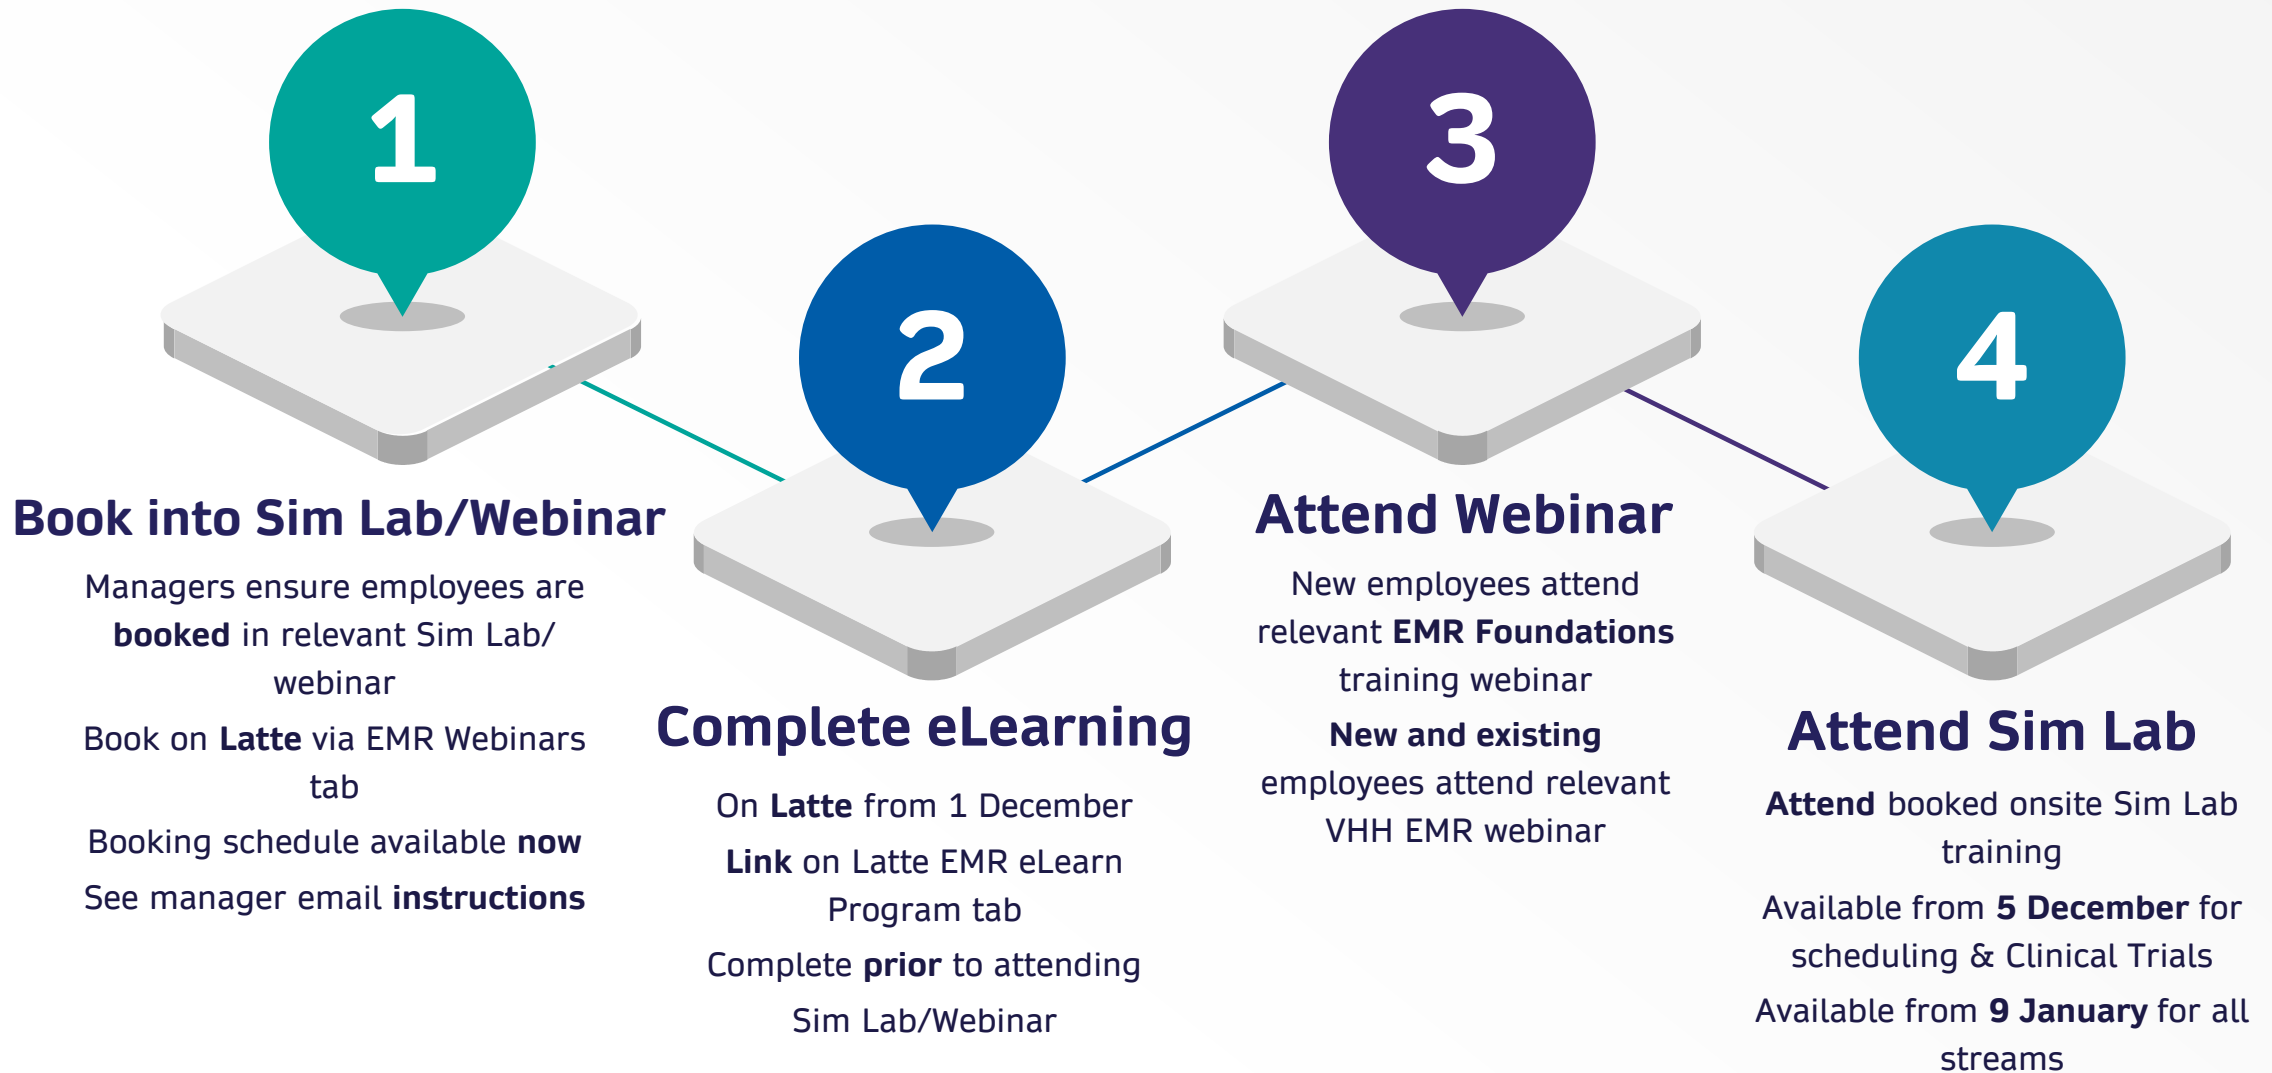 1
Book into Sim Lab/Webinar
Managers ensure employees are
booked in relevant Sim Lab/
webinar
Book on Latte via EMR Webinars
tab
Booking schedule available now
See manager email instructions
2
Complete eLearning
On Latte from 1 December
Link on Latte EMR eLearn
Program tab
Complete prior to attending
Sim Lab/Webinar
3
Attend Webinar
New employees attend
relevant EMR Foundations
training webinar
New and existing
employees attend relevant
VHH EMR webinar
4
Attend Sim Lab
Attend booked onsite Sim Lab
training
Available from 5 December for
scheduling & Clinical Trials
Available from 9 January for all
streams